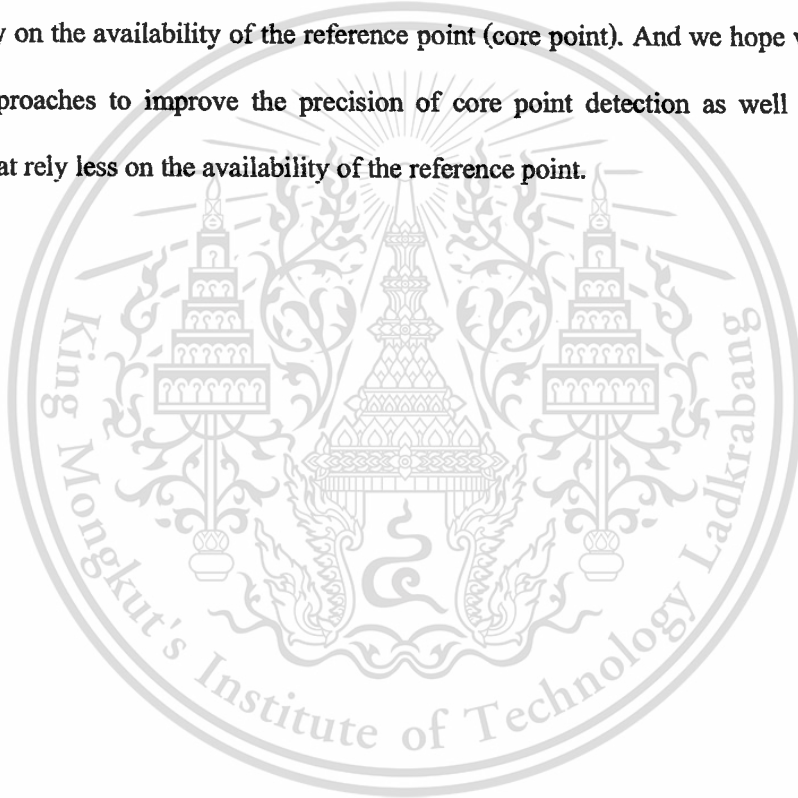 on the availability of the reference point (core point). And we hope
to improve the precision of core point detection as well
rely less on the availability of the reference point.
King Mongkut's Institute of Technology Ladkrabang